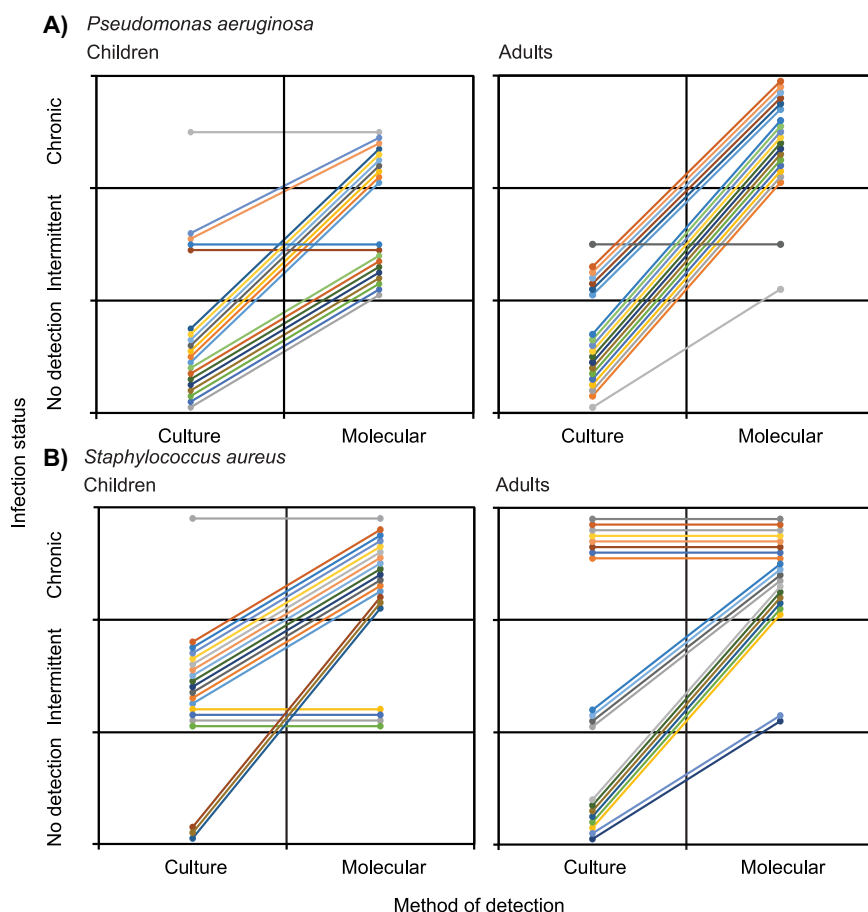 A) Pseudomonas aeruginosa
Children
Adults
Chronic
Intermittent
No detection
Culture
Molecular
Culture
Molecular
Infection status
B) Staphylococcus aureus
Children
Adults
Chronic
Intermittent
No detection
Culture
Molecular
Culture
Molecular
Method of detection